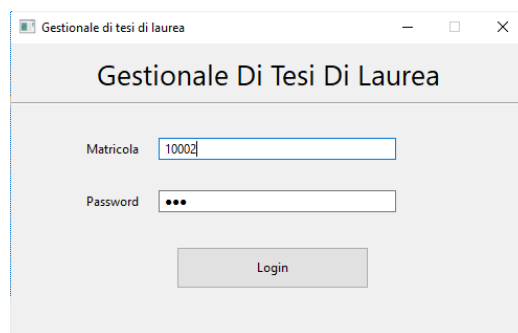 Gestionale di tesi di laurea
Gestionale Di Tesi Di Laurea
Matricola 10002
Password ●●●
Login